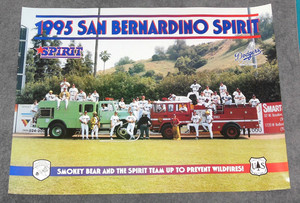 1995 SAN BERNARDINO SPIRIT
SPIRIT
Dodgers
SMOKEY BEAR AND THE SPIRIT TEAM UP TO PREVENT WILDFIRES!